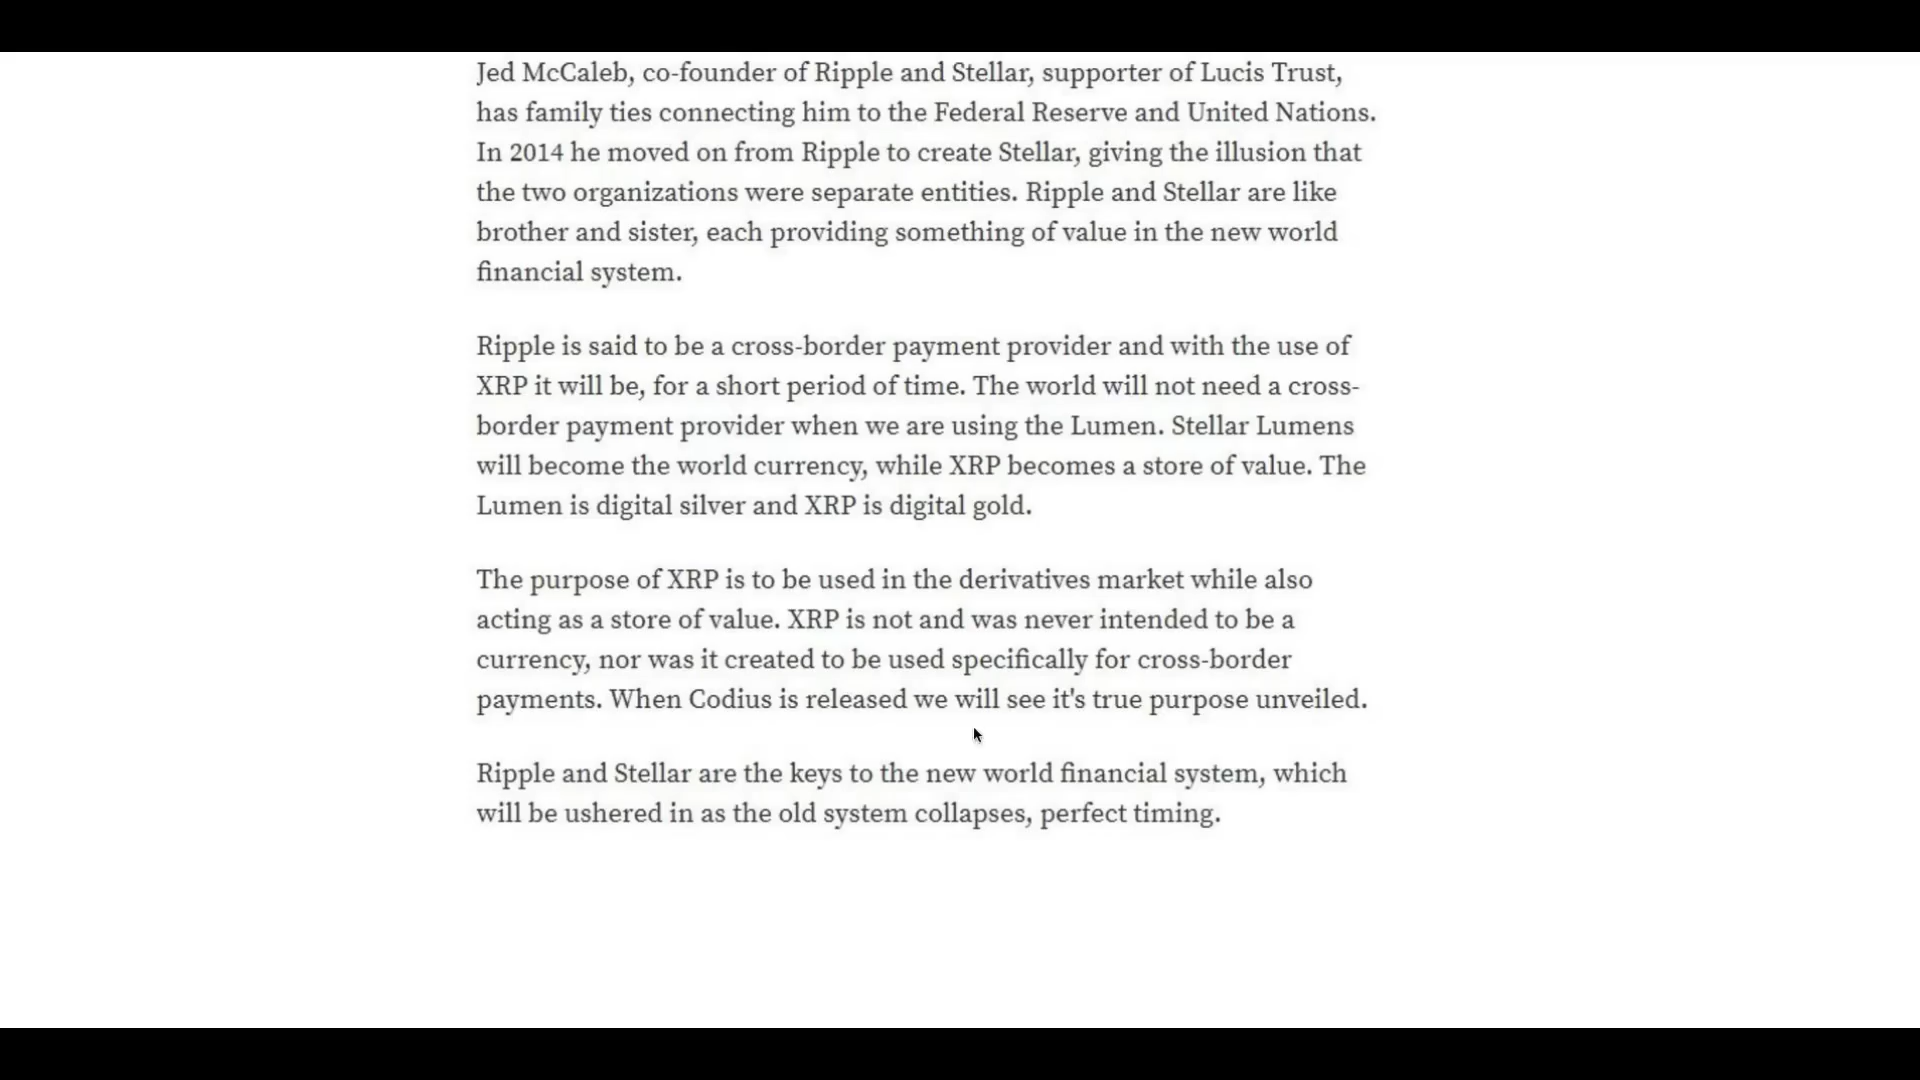 Jed McCaleb, co-founder of Ripple and Stellar, supporter of Lucis Trust,
has family ties connecting him to the Federal Reserve and United Nations.
In 2014 he moved on from Ripple to create Stellar, giving the illusion that
the two organizations were separate entities. Ripple and Stellar are like
brother and sister, each providing something of value in the new world
financial system.
Ripple is said to be a cross-border payment provider and with the use of
XRP it will be, for a short period of time. The world will not need a cross-
border payment provider when we are using the Lumen. Stellar Lumens
will become the world currency, while XRP becomes a store of value. The
Lumen is digital silver and XRP is digital gold.
The purpose of XRP is to be used in the derivatives market while also
acting as a store of value. XRP is not and was never intended to be a
currency, nor was it created to be used specifically for cross-border
payments. When Codius is released we will see it's true purpose unveiled.
Ripple and Stellar are the keys to the new world financial system, which
will be ushered in as the old system collapses, perfect timing.